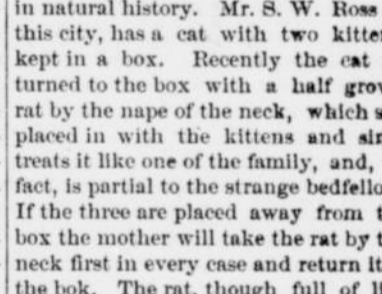 in natural history. Mr. S. W. Ross
this city, has a cat with two kitte
kept in a box. Recently the cat
turned to the box with a half grov
rat by the nape of the neck, which s
placed in with the kittens and sin
treats it like one of the family, and,
fact, is partial to the strange bedfello
If the three are placed away from t
box the mother will take the rat by t
neck first in every case and return it
the bok. The rat, though full of li